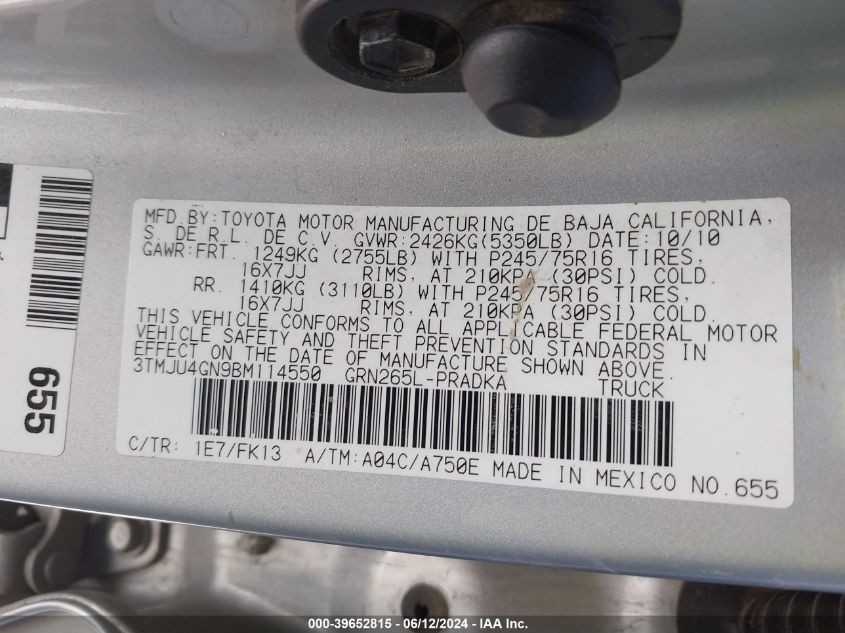 MFD.BY:TOYOTA MOTOR MANUFACTURING DE BAJA CALIFORNIA,
S. DE R.L. DE C.V. GVWR:2426KG(5350LB) DATE:10/10
GAWR:FRT. 1249KG (2755LB) WITH P245/75R16 TIRES,
16X7JJ RIMS, AT 210KPA (30PSI) COLD.
RR. 1410KG (3110LB) WITH P245/75R16 TIRES,
16X7JJ RIMS, AT 210KPA (30PSI) COLD.
THIS VEHICLE CONFORMS TO ALL APPLICABLE FEDERAL MOTOR
VEHICLE SAFETY AND THEFT PREVENTION STANDARDS IN
EFFECT ON THE DATE OF MANUFACTURE SHOWN ABOVE.
3TMJU4GN9BM114550 GRN265L-PRADKA TRUCK
C/TR: 1E7/FK13 A/TM:A04C/A750E MADE IN MEXICO NO.655
655
000-39652815 - 06/12/2024 - IAA Inc.